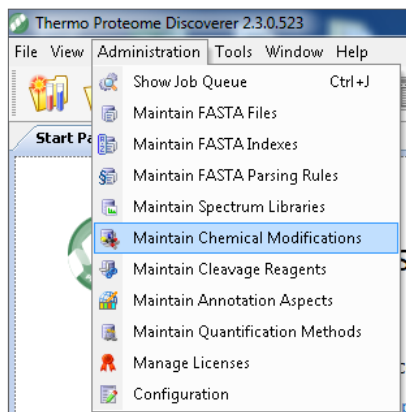 Thermo Proteome Discoverer 2.3.0.523
File View Administration Tools Window Help
Show Job Queue Ctrl+J
Maintain FASTA Files
Start Pa
Maintain FASTA Indexes
Maintain FASTA Parsing Rules
Maintain Spectrum Libraries
Maintain Chemical Modifications
Maintain Cleavage Reagents
Maintain Annotation Aspects
Maintain Quantification Methods
Manage Licenses
Configuration